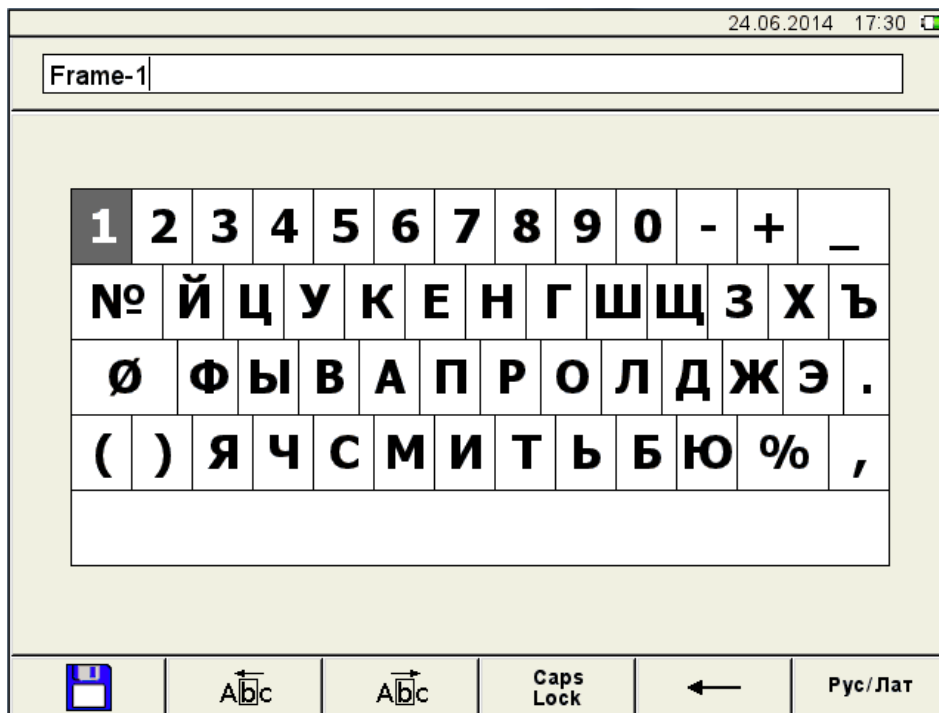 24.06.2014 17:30
Frame-1
1 2 3 4 5 6 7 8 9 0 - + _
№ Й Ц У К Е Н Г Ш Щ З Х Ъ
Ø Ф Ы В А П Р О Л Д Ж Э .
( ) Я Ч С М И Т Ь Б Ю % ,
Abc Abc Caps Lock Рус/Лат